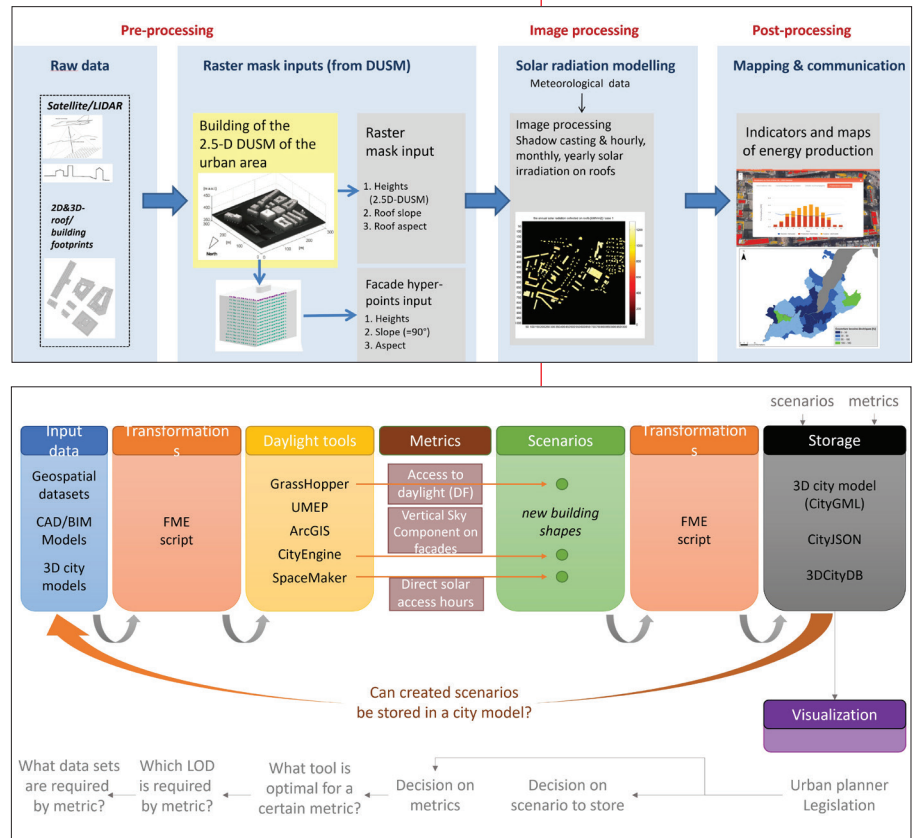 Pre-processing
Image processing
Post-processing
Raw data
Satellite/LIDAR
2D&3D-
roof/
building
footprints
Raster mask inputs (from DUSM)
Building of the
2.5-D DUSM of the
urban area
North
Raster
mask input
1. Heights
(2.5D-DUSM)
2. Roof slope
3. Roof aspect
Facade hyper-
points input
1. Heights
2. Slope (=90°)
3. Aspect
Solar radiation modelling
Meteorological data
Image processing
Shadow casting & hourly,
monthly, yearly solar
irradiation on roofs
Mapping & communication
Indicators and maps
of energy production
scenarios
metrics
Input
data
Geospatial
datasets
CAD/BIM
Models
3D city
models
Transformation
s
FME
script
Daylight tools
GrassHopper
UMEP
ArcGIS
CityEngine
SpaceMaker
Metrics
Access to
daylight (DF)
Vertical Sky
Component on
facades
Direct solar
access hours
Scenarios
new building
shapes
Transformation
s
FME
script
Storage
3D city model
(CityGML)
CityJSON
3DCityDB
Can created scenarios
be stored in a city model?
Visualization
What data sets
are required
by metric?
Which LOD
is required
by metric?
What tool is
optimal for a
certain metric?
Decision on
metrics
Decision on
scenario to store
Urban planner
Legislation